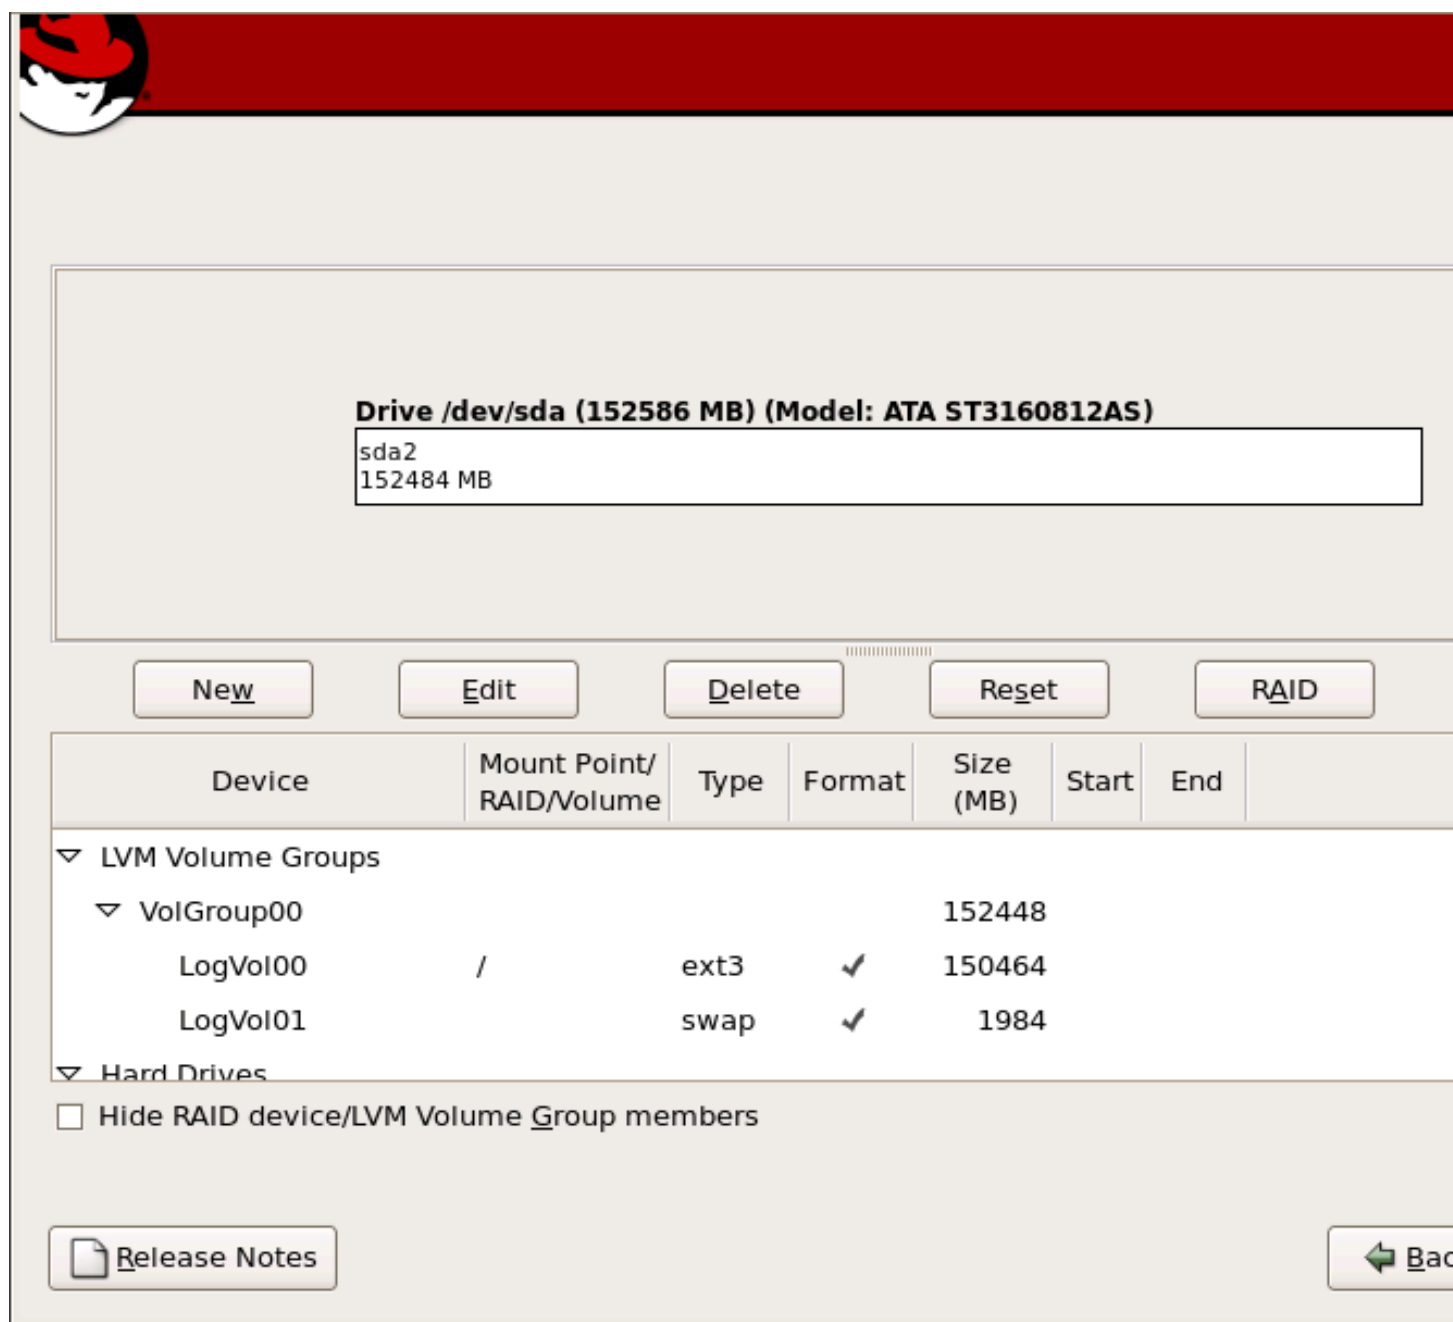 Drive /dev/sda (152586 MB) (Model: ATA ST3160812AS)
sda2
152484 MB
New Edit Delete Reset RAID
Device Mount Point/ RAID/Volume Type Format Size (MB) Start End
LVM Volume Groups
VolGroup00 152448
LogVol00 / ext3 150464
LogVol01 swap 1984
Hard Drives
Hide RAID device/LVM Volume Group members
Release Notes Bac